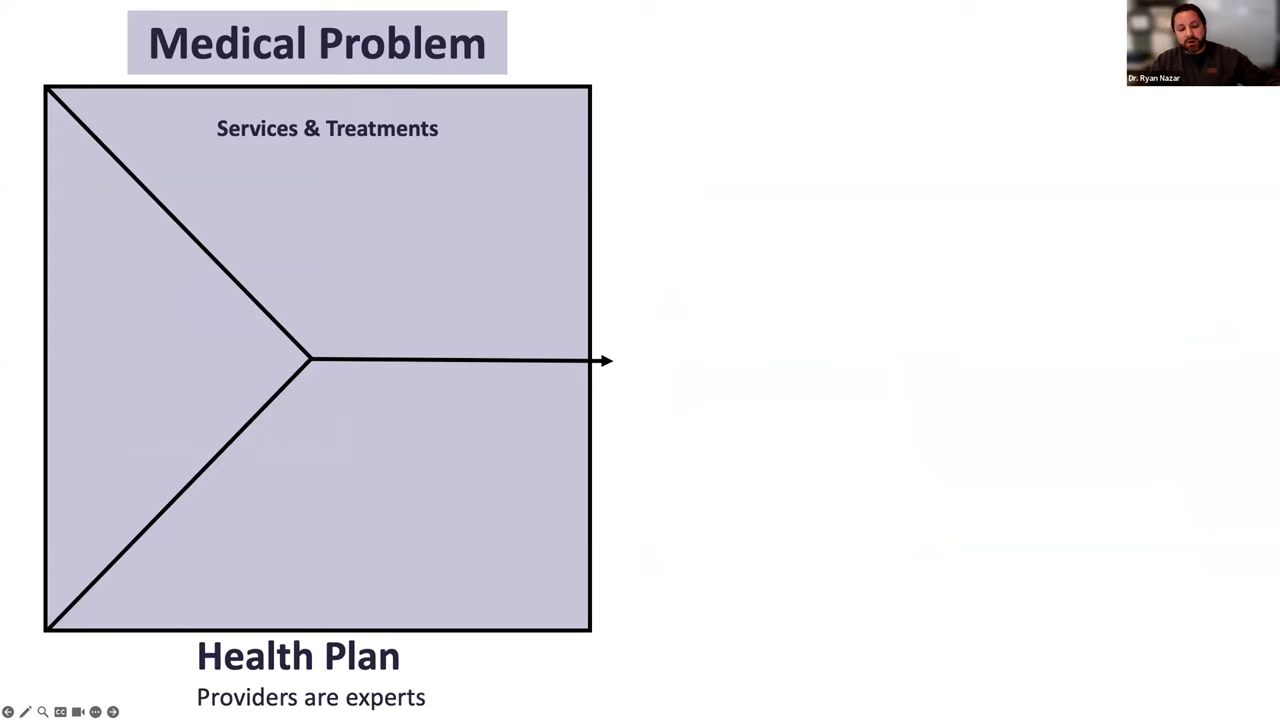 Medical Problem
Dr. Ryan Nazar
Services & Treatments
Health Plan
Providers are experts